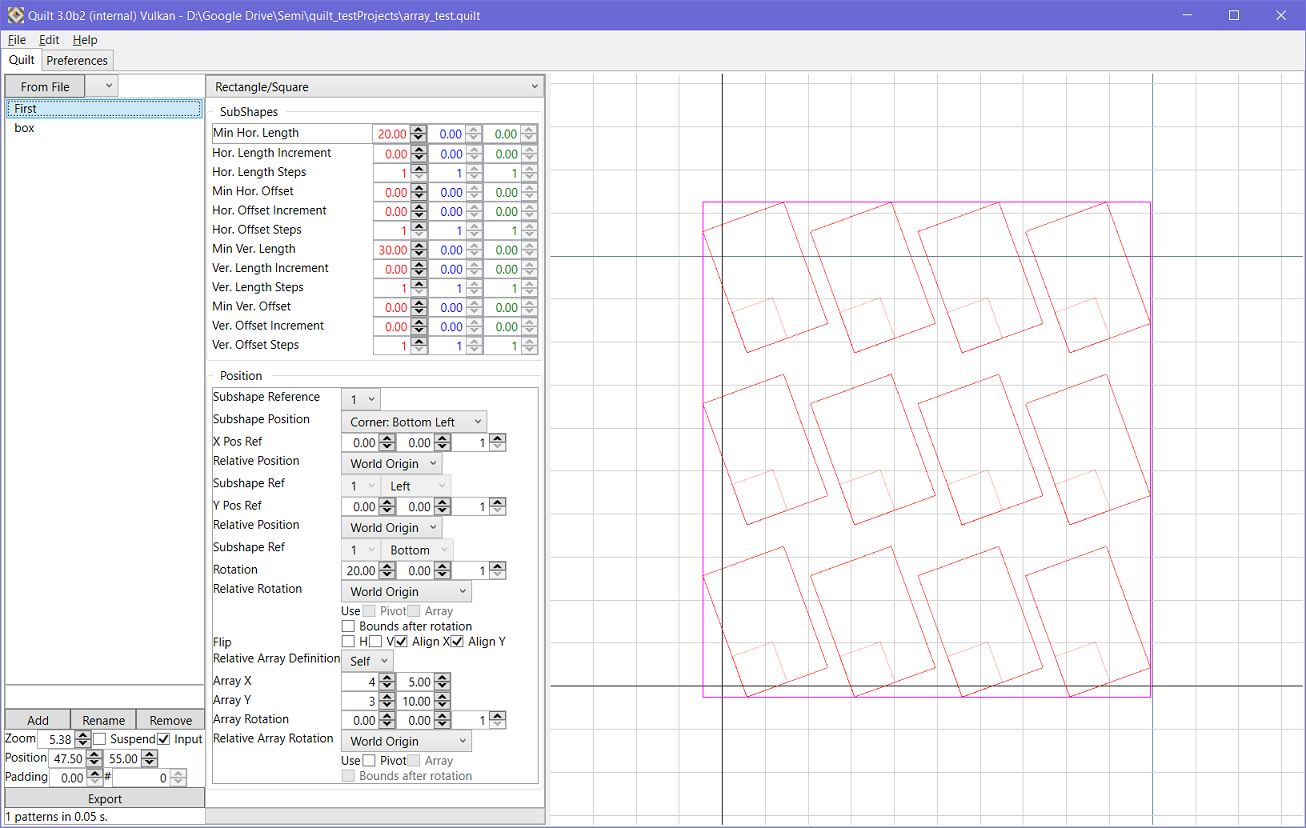 Quilt 3.0b2 (internal) Vulkan - D:\Google Drive\Semi\quilt_testProjects\array_test.quilt
File Edit Help
Quilt Preferences
From File
First
box
Add Rename Remove
Zoom 5.38 Suspend Input
Position 47.50 55.00
Padding 0.00 # 0
Export
1 patterns in 0.05 s.
Rectangle/Square
SubShapes
Min Hor. Length 20.00 0.00 0.00
Hor. Length Increment 0.00 0.00 0.00
Hor. Length Steps 1 1 1
Min Hor. Offset 0.00 0.00 0.00
Hor. Offset Increment 0.00 0.00 0.00
Hor. Offset Steps 1 1 1
Min Ver. Length 30.00 0.00 0.00
Ver. Length Increment 0.00 0.00 0.00
Ver. Length Steps 1 1 1
Min Ver. Offset 0.00 0.00 0.00
Ver. Offset Increment 0.00 0.00 0.00
Ver. Offset Steps 1 1 1
Position
Subshape Reference 1
Subshape Position Corner: Bottom Left
X Pos Ref 0.00 0.00 1
Relative Position World Origin
Subshape Ref 1 Left
Y Pos Ref 0.00 0.00 1
Relative Position World Origin
Subshape Ref 1 Bottom
Rotation 20.00 0.00 1
Relative Rotation World Origin
Use Pivot Array
Bounds after rotation
Flip H V Align X Align Y
Relative Array Definition Self
Array X 4 5.00
Array Y 3 10.00
Array Rotation 0.00 0.00 1
Relative Array Rotation World Origin
Use Pivot Array
Bounds after rotation